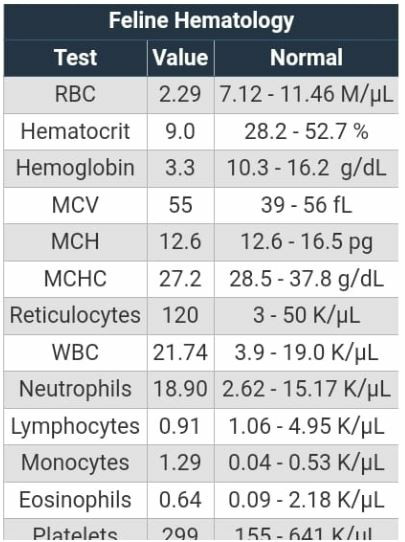 Feline Hematology
Test Value Normal
RBC 2.29 7.12 - 11.46 M/µL
Hematocrit 9.0 28.2 - 52.7 %
Hemoglobin 3.3 10.3 - 16.2 g/dL
MCV 55 39 - 56 fL
MCH 12.6 12.6 - 16.5 pg
MCHC 27.2 28.5 - 37.8 g/dL
Reticulocytes 120 3 - 50 K/µL
WBC 21.74 3.9 - 19.0 K/µL
Neutrophils 18.90 2.62 - 15.17 K/µL
Lymphocytes 0.91 1.06 - 4.95 K/µL
Monocytes 1.29 0.04 - 0.53 K/µL
Eosinophils 0.64 0.09 - 2.18 K/µL
Platelets 299 155 - 641 K/µL